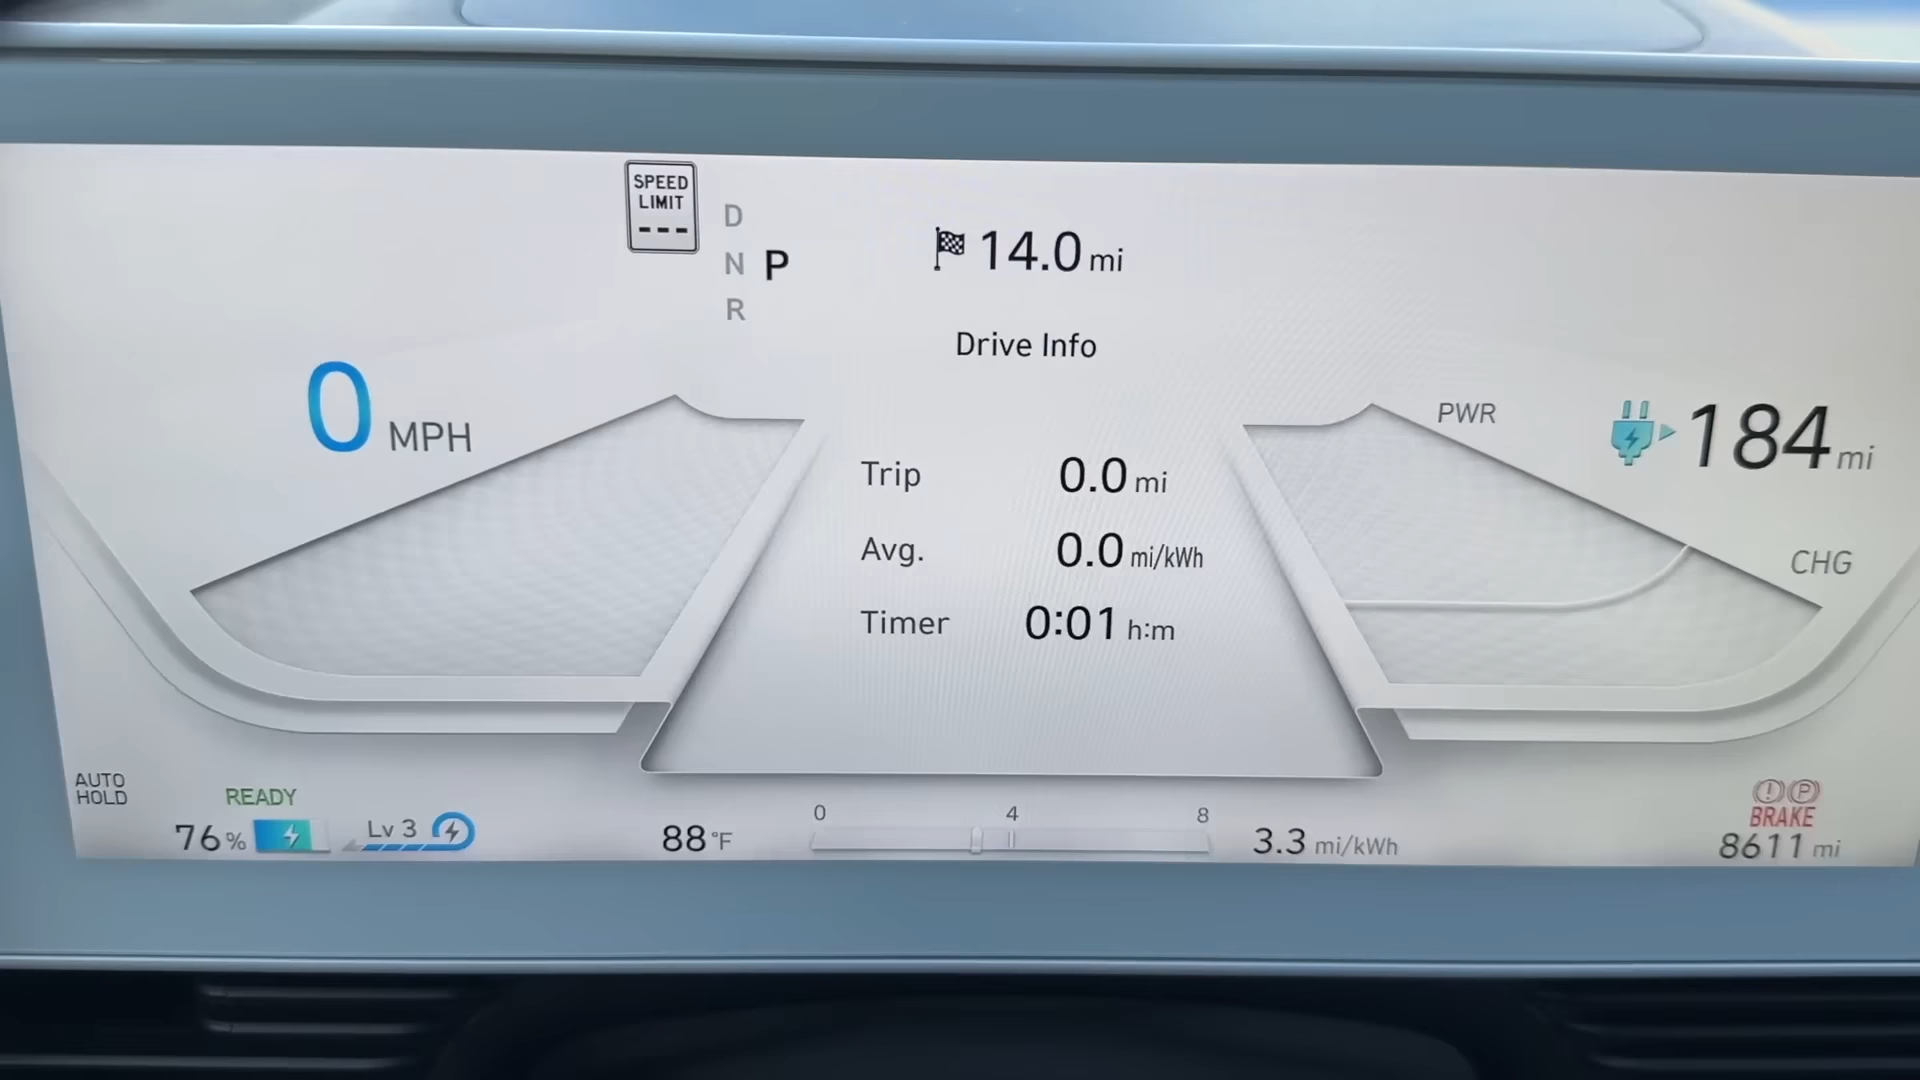 SPEED
LIMIT
---
D
N P
R
14.0 mi
Drive Info
0 MPH
Trip 0.0 mi
Avg. 0.0 mi/kWh
Timer 0:01 h:m
PWR
184 mi
CHG
AUTO
HOLD
READY
76% Lv 3
88 °F
0 4 8
3.3 mi/kWh
BRAKE
8611 mi